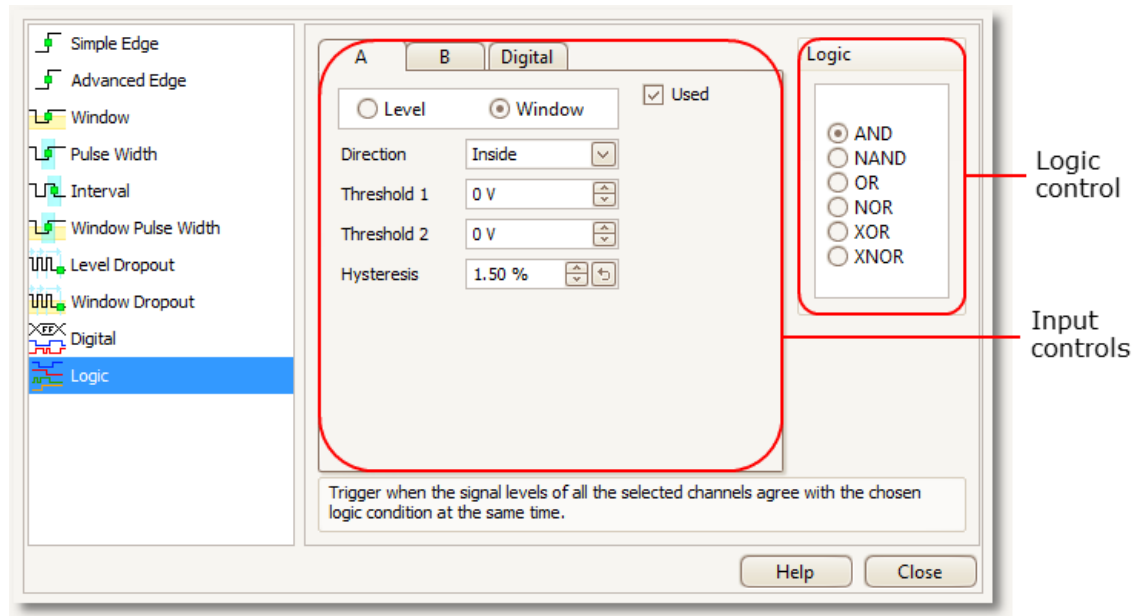 Simple Edge
Advanced Edge
Window
Pulse Width
Interval
Window Pulse Width
Level Dropout
Window Dropout
FF
Digital
Logic
A B Digital
Level Window
Used
Direction Inside
Threshold 1 0 V
Threshold 2 0 V
Hysteresis 1.50 %
Logic
AND
NAND
OR
NOR
XOR
XNOR
Trigger when the signal levels of all the selected channels agree with the chosen
logic condition at the same time.
Help Close
Logic
control
Input
controls